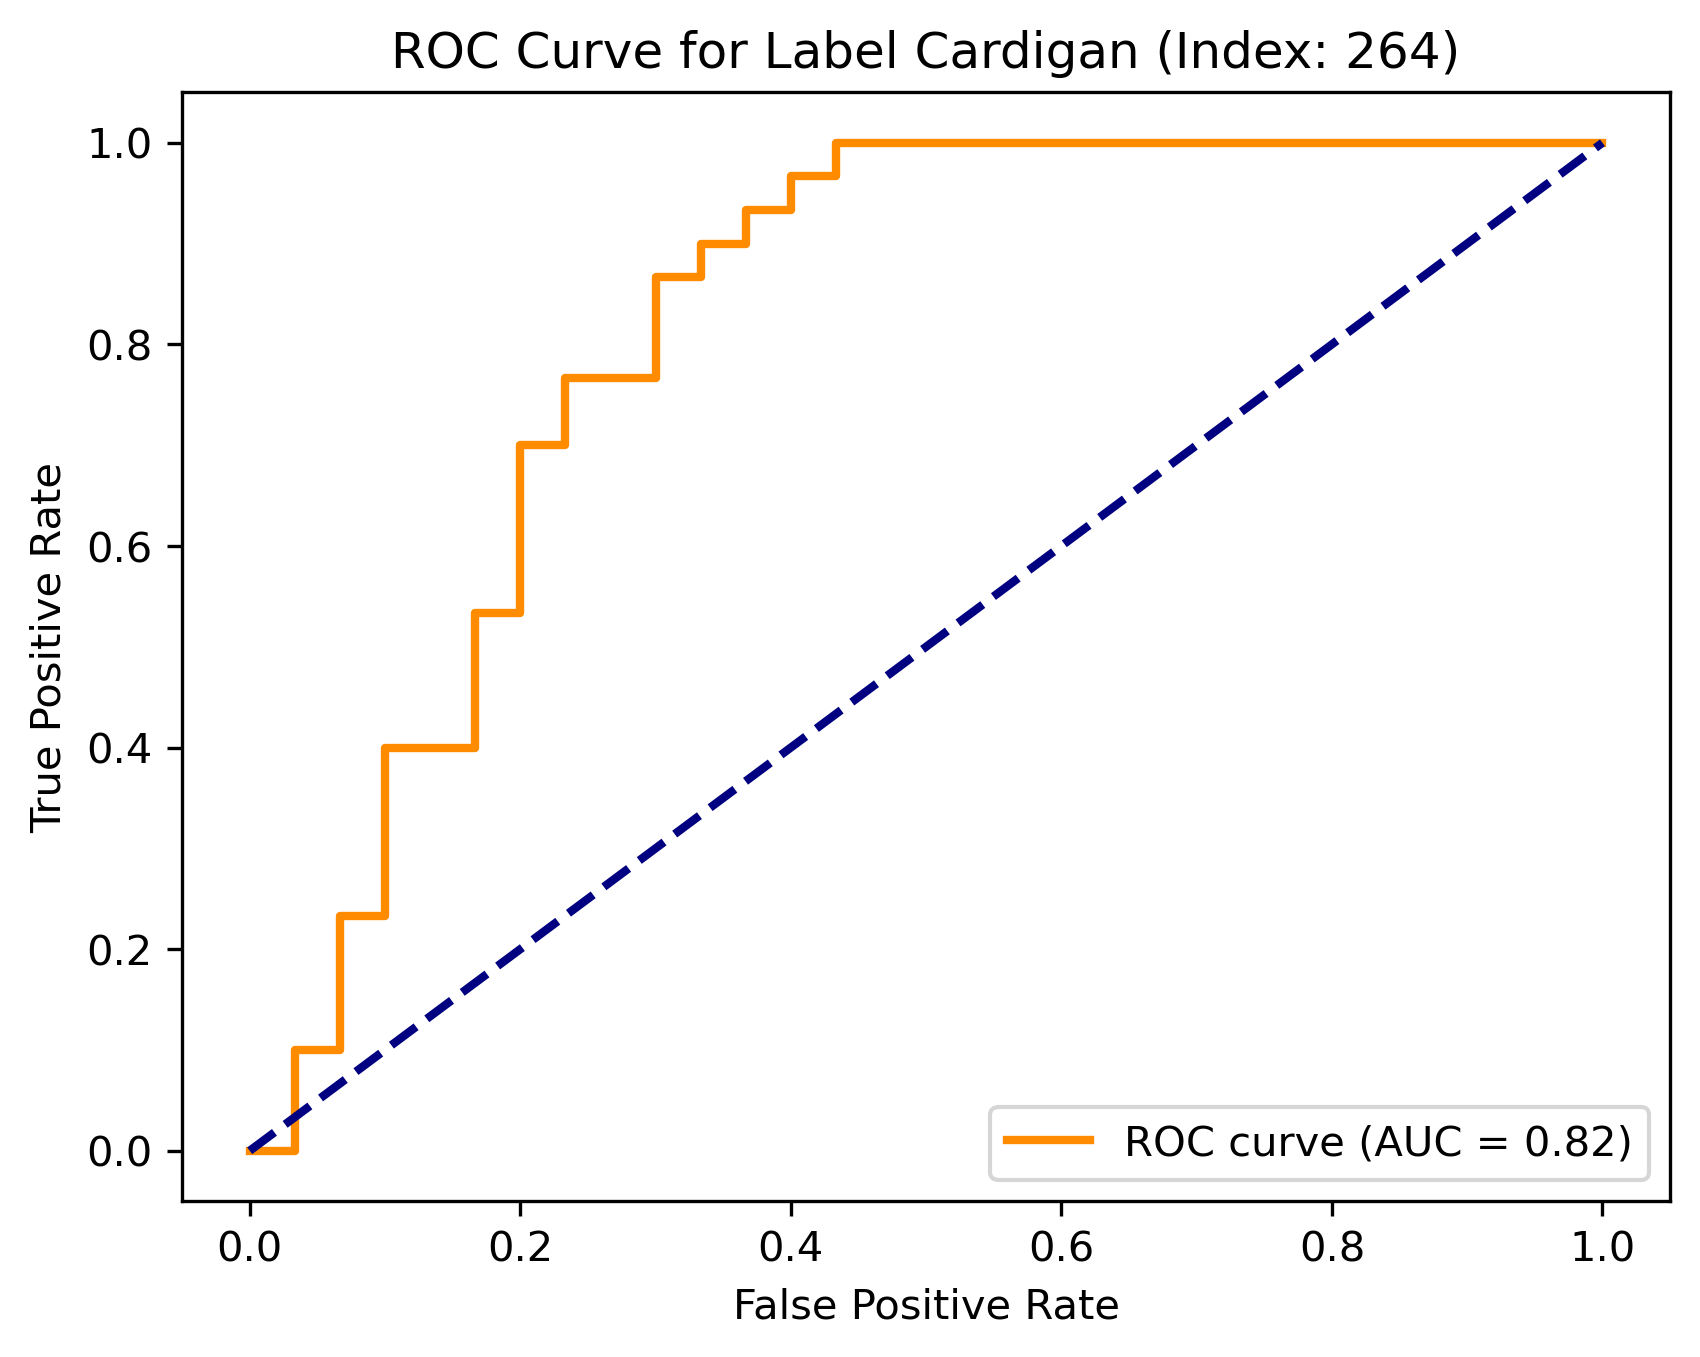 ROC Curve for Label Cardigan (Index: 264)
True Positive Rate
1.0
0.8
0.6
0.4
0.2
0.0
ROC curve (AUC = 0.82)
0.0 0.2 0.4 0.6 0.8 1.0
False Positive Rate